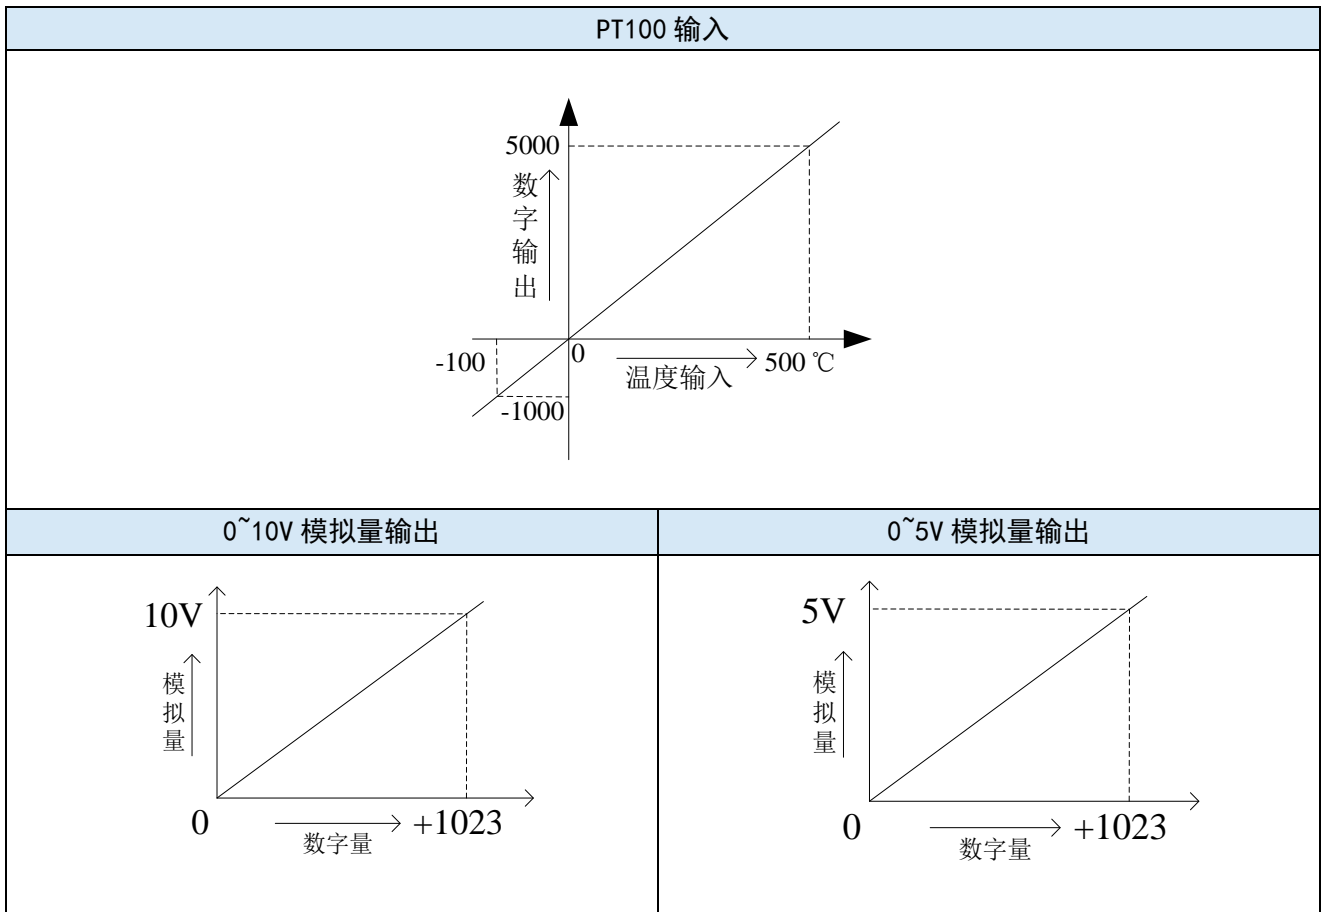 PT100 输入
5000
数字输出
-100
0
温度输入
500 ℃
-1000
0~10V 模拟量输出
0~5V 模拟量输出
10V
模拟量
0
数字量
+1023
5V
模拟量
0
数字量
+1023